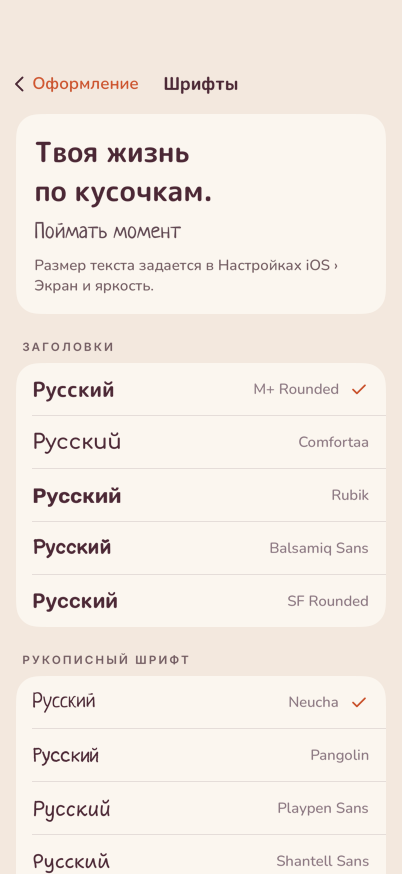 Оформление Шрифты
Твоя жизнь
по кусочкам.
Поймать момент
Размер текста задается в Настройках iOS ›
Экран и яркость.
ЗАГОЛОВКИ
Русский M+ Rounded
Русский Comfortaa
Русский Rubik
Русский Balsamiq Sans
Русский SF Rounded
РУКОПИСНЫЙ ШРИФТ
Русский Neucha
Русский Pangolin
Русский Playpen Sans
Русский Shantell Sans